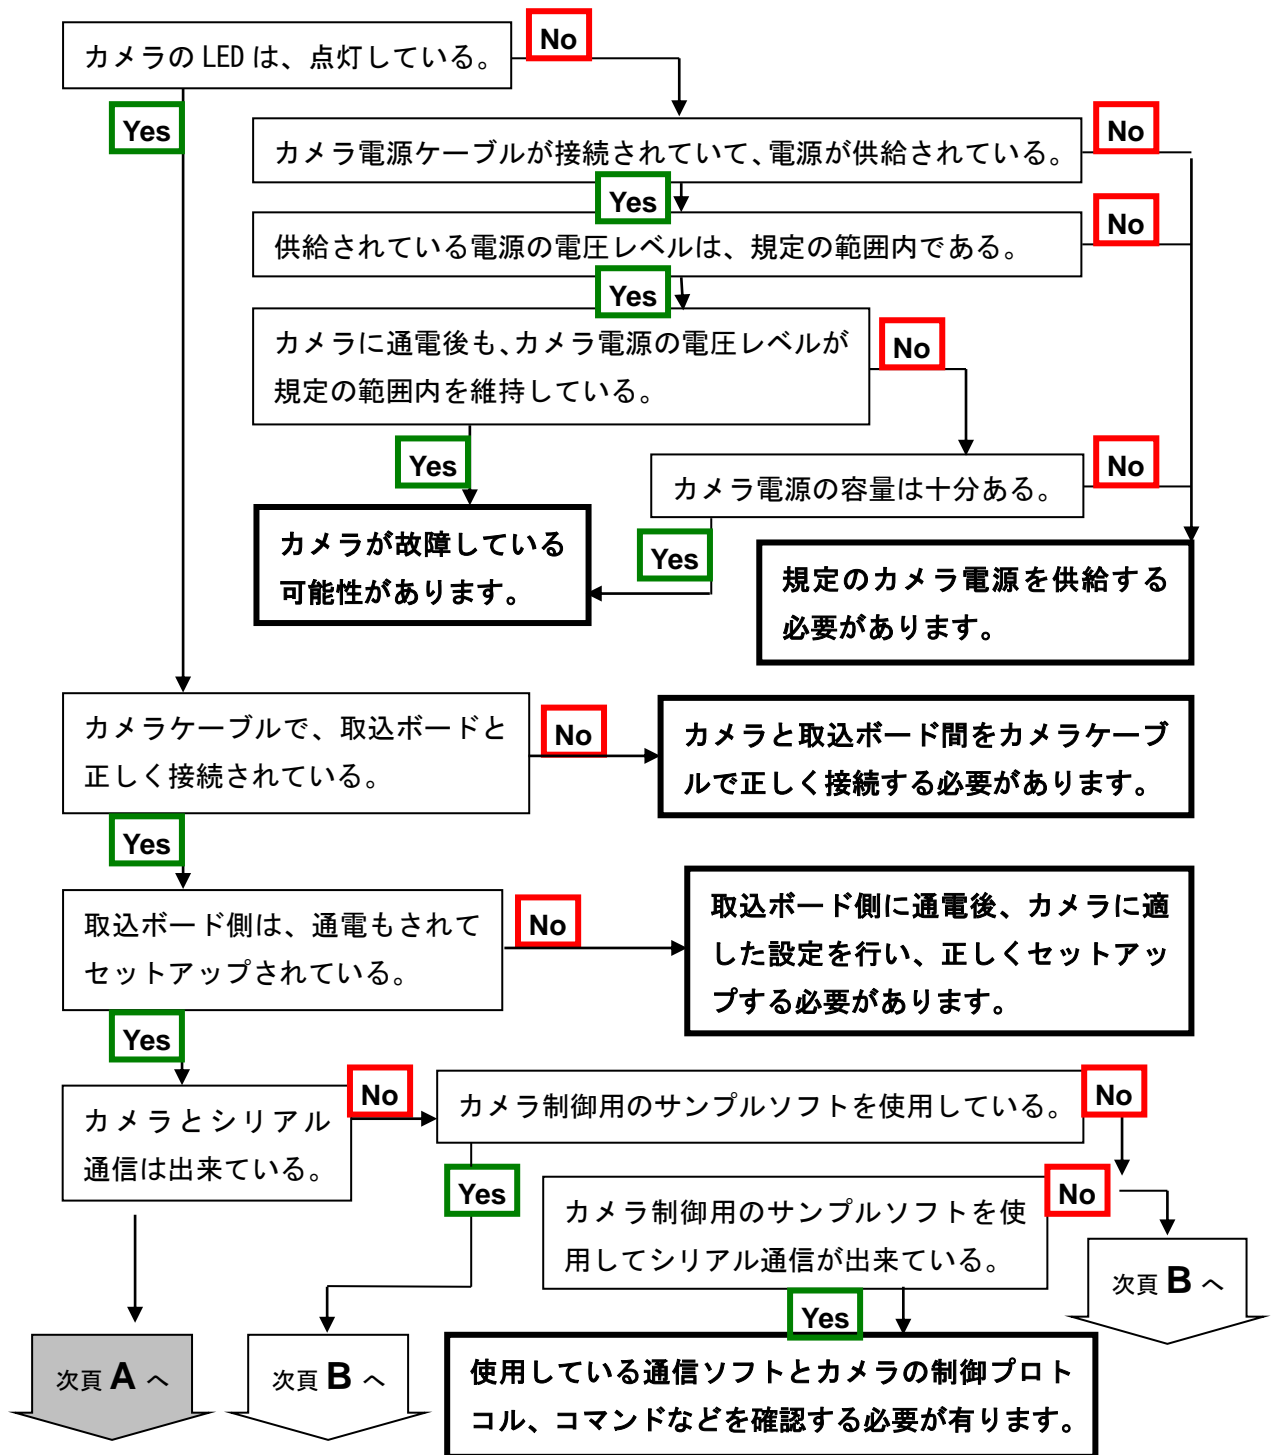 カメラの LED は、点灯している。
No
Yes
カメラ電源ケーブルが接続されていて、電源が供給されている。
No
Yes
供給されている電源の電圧レベルは、規定の範囲内である。
No
Yes
カメラに通電後も、カメラ電源の電圧レベルが
規定の範囲内を維持している。
No
Yes
カメラ電源の容量は十分ある。
No
Yes
カメラが故障している
可能性があります。
規定のカメラ電源を供給する
必要があります。
カメラケーブルで、取込ボードと
正しく接続されている。
No
カメラと取込ボード間をカメラケーブ
ルで正しく接続する必要があります。
Yes
取込ボード側は、通電もされて
セットアップされている。
No
取込ボード側に通電後、カメラに適
した設定を行い、正しくセットアッ
プする必要があります。
Yes
カメラとシリアル
通信は出来ている。
No
カメラ制御用のサンプルソフトを使用している。
No
Yes
カメラ制御用のサンプルソフトを使
用してシリアル通信が出来ている。
No
次頁 B へ
Yes
次頁 A へ
次頁 B へ
使用している通信ソフトとカメラの制御プロト
コル、コマンドなどを確認する必要が有ります。